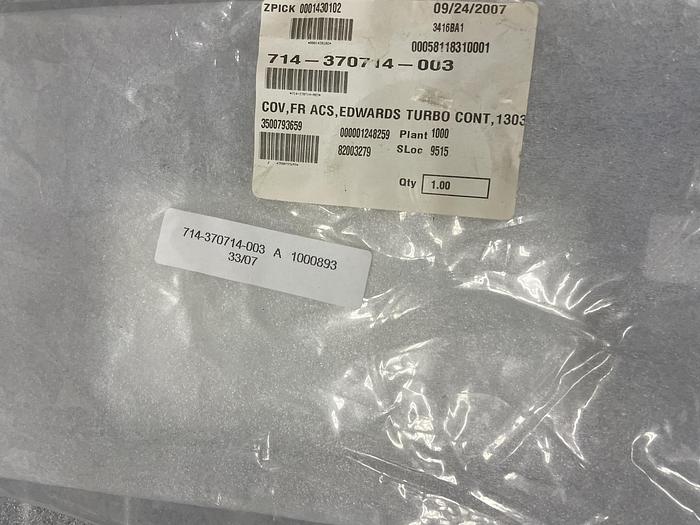 ZPICK 0001430102 09/24/2007
3416BA1
00058118310001
714-370714-003
COV,FR ACS,EDWARDS TURBO CONT,1303
3500793659 000001248259 Plant 1000
82003279 SLoc 9515
Qty 1.00
714-370714-003 A 1000893
33/07